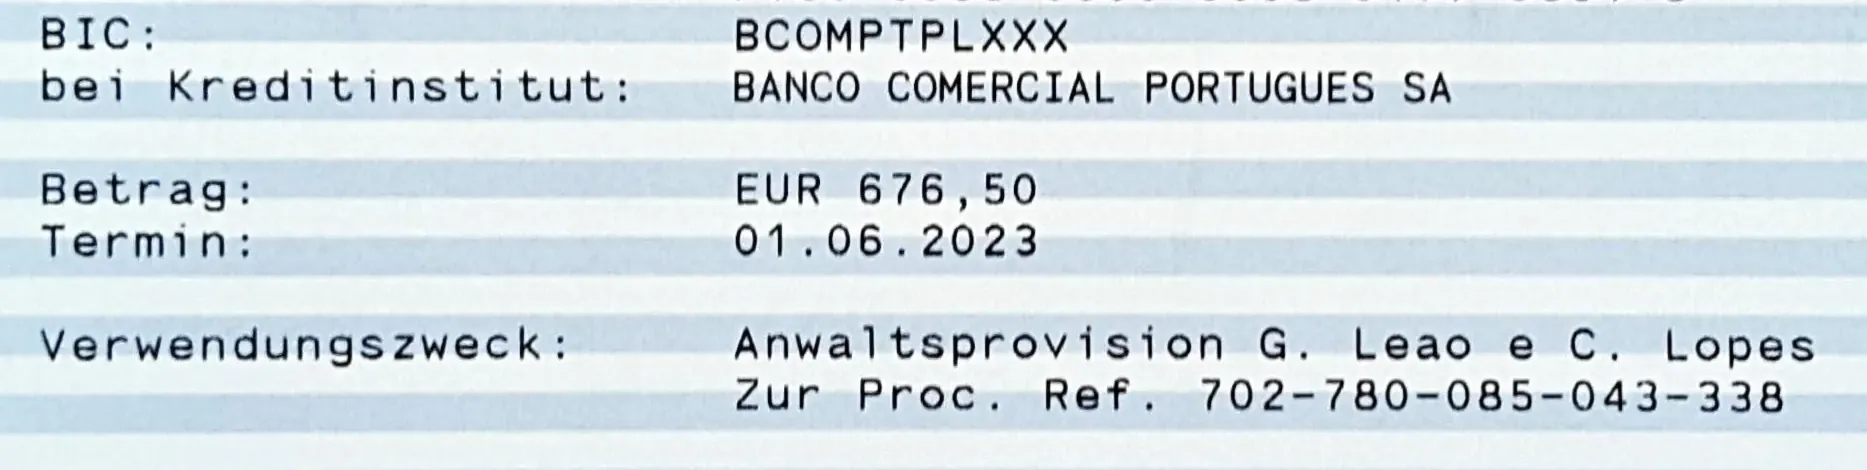 BIC: BCOMPTPLXXX
bei Kreditinstitut: BANCO COMERCIAL PORTUGUES SA
Betrag: EUR 676,50
Termin: 01.06.2023
Verwendungszweck: Anwaltsprovision G. Leao e C. Lopes
Zur Proc. Ref. 702-780-085-043-338